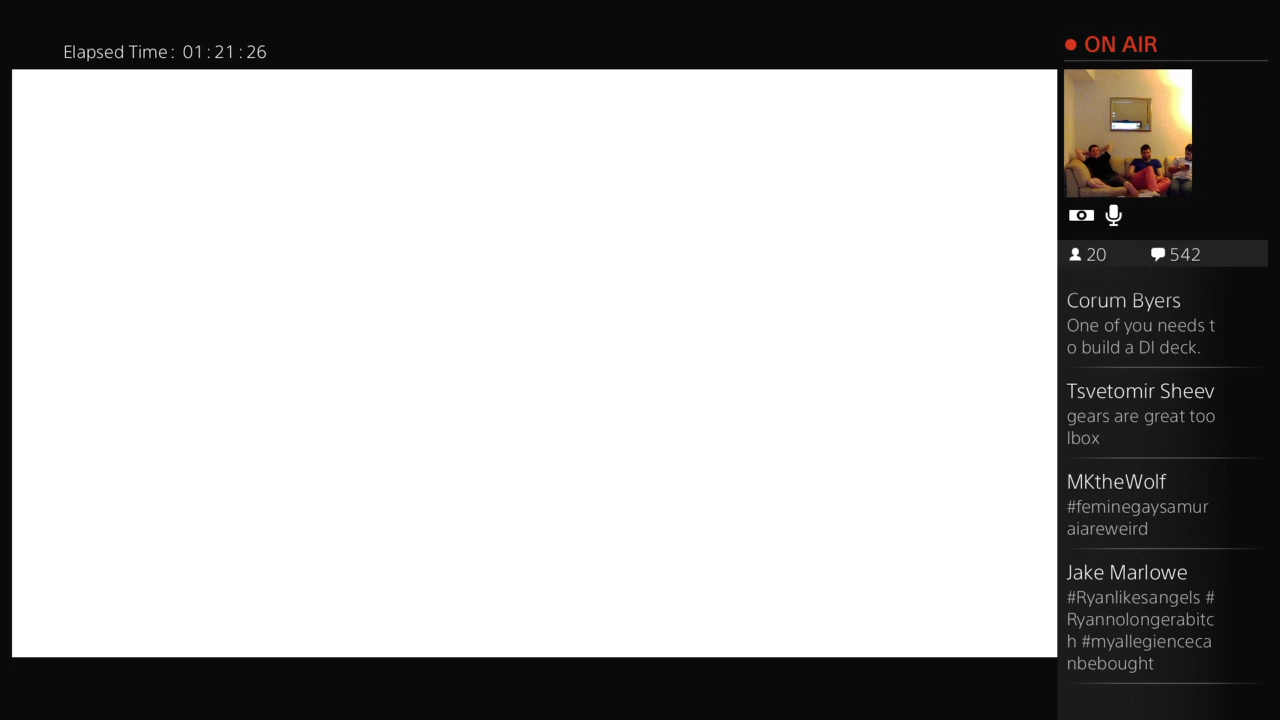 Elapsed Time: 01:21:26
ON AIR
20 542
Corum Byers
One of you needs t
o build a DI deck.
Tsvetomir Sheev
gears are great too
lbox
MKtheWolf
#feminegaysamur
aiareweird
Jake Marlowe
#Ryanlikesangels #
Ryannolongerabitc
h #myallegienceca
nbebought